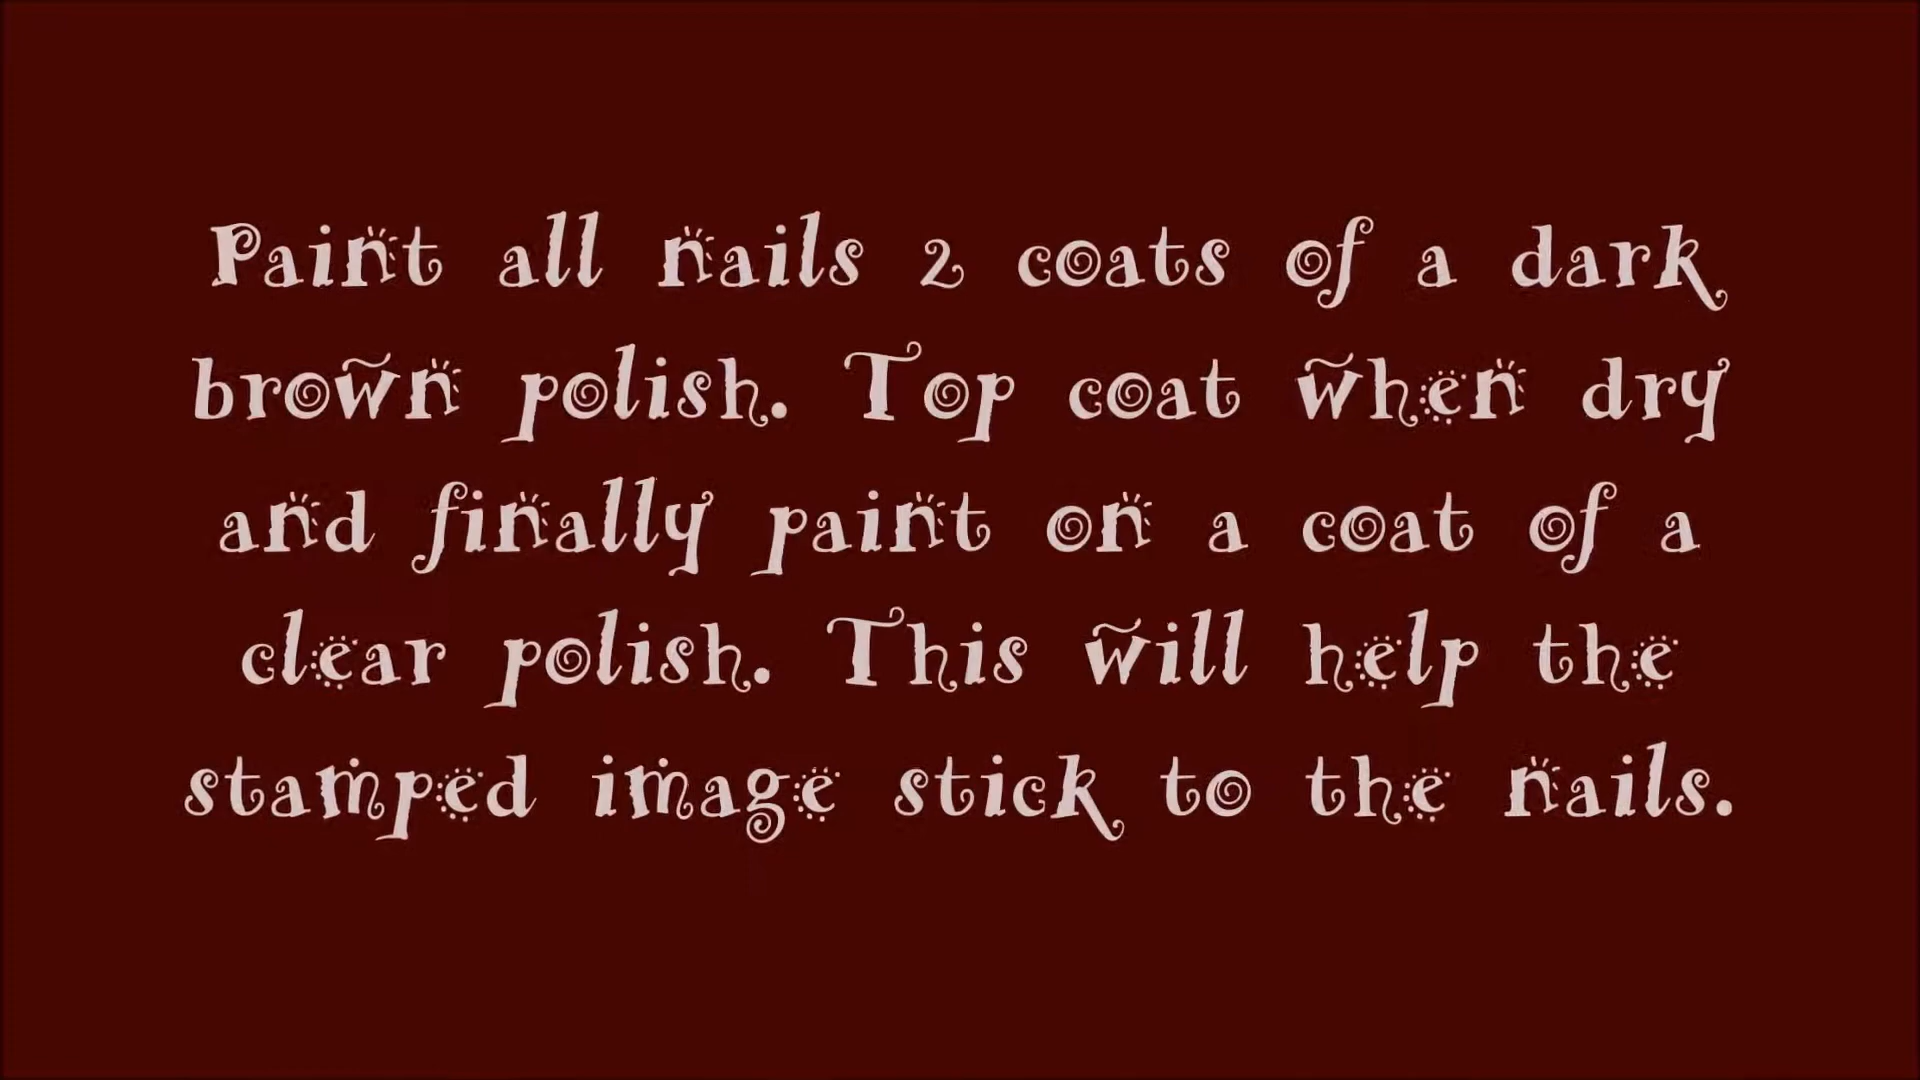 Paint all nails 2 coats of a dark
brown polish. Top coat when dry
and finally paint on a coat of a
clear polish. This will help the
stamped image stick to the nails.